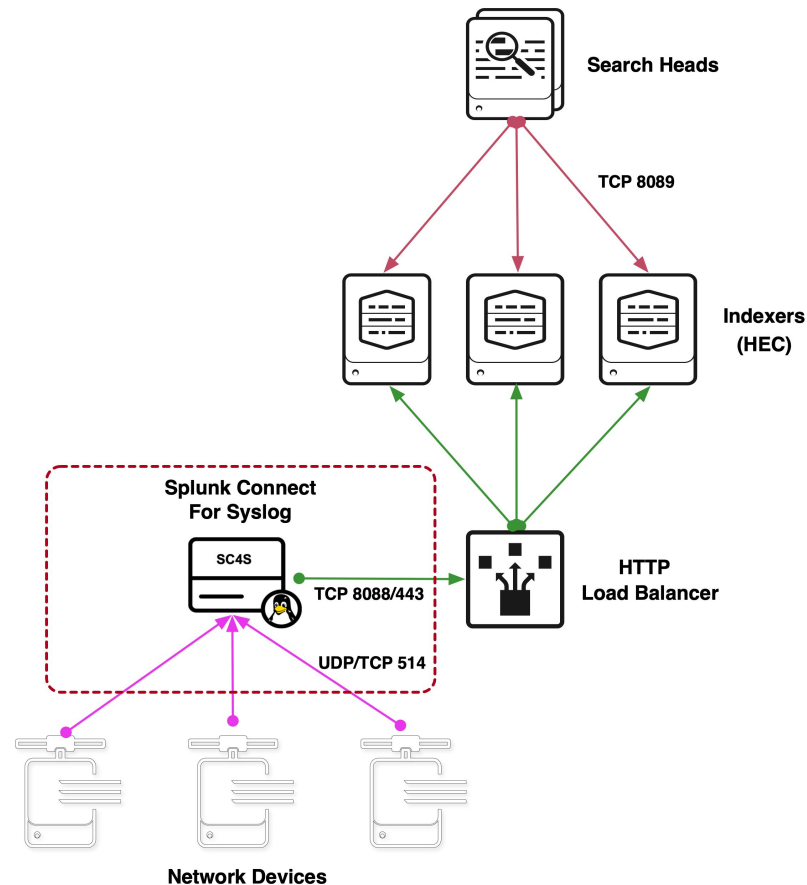 Search Heads
TCP 8089
Indexers
(HEC)
Splunk Connect
For Syslog
SC4S
TCP 8088/443
HTTP
Load Balancer
UDP/TCP 514
Network Devices